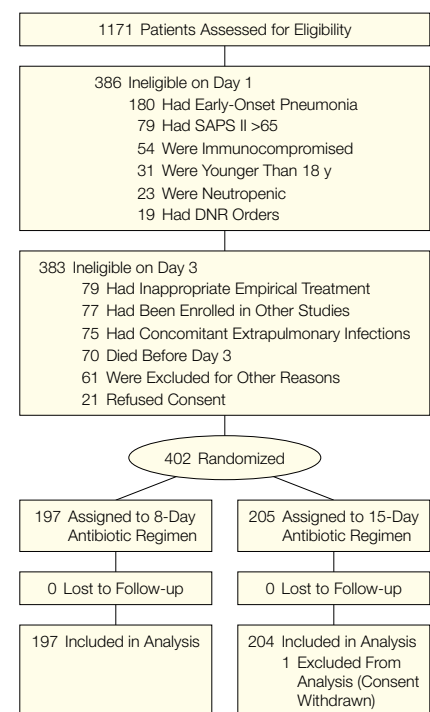 1171 Patients Assessed for Eligibility
386 Ineligible on Day 1
180 Had Early-Onset Pneumonia
79 Had SAPS II >65
54 Were Immunocompromised
31 Were Younger Than 18 y
23 Were Neutropenic
19 Had DNR Orders
383 Ineligible on Day 3
79 Had Inappropriate Empirical Treatment
77 Had Been Enrolled in Other Studies
75 Had Concomitant Extrapulmonary Infections
70 Died Before Day 3
61 Were Excluded for Other Reasons
21 Refused Consent
402 Randomized
197 Assigned to 8-Day
Antibiotic Regimen
205 Assigned to 15-Day
Antibiotic Regimen
0 Lost to Follow-up
0 Lost to Follow-up
197 Included in Analysis
204 Included in Analysis
1 Excluded From
Analysis (Consent
Withdrawn)